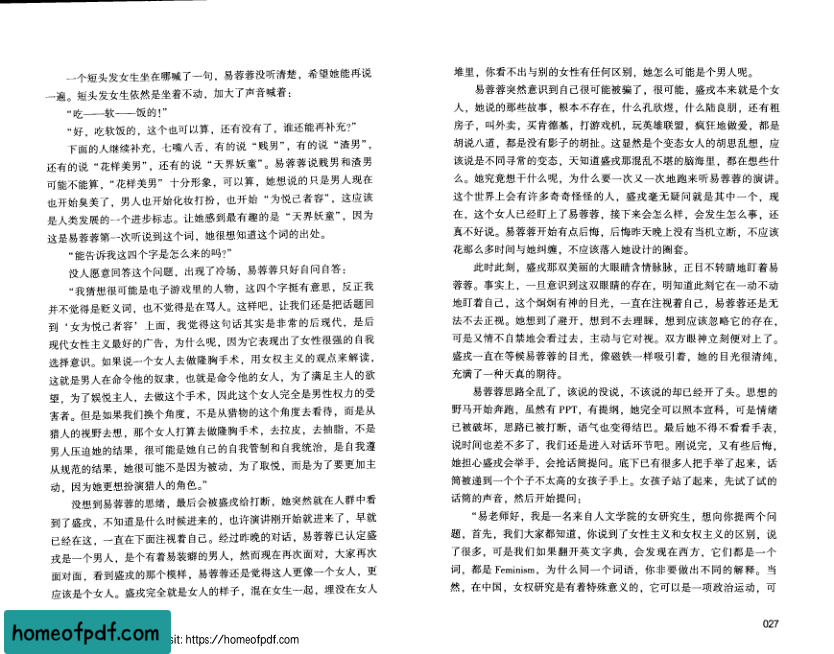 一个短头发女生坐在哪喊了一句，易蓉蓉没听清楚，希望她能再说
一遍。短头发女生依然是坐着不动，加大了声音喊着：
“吃——软——饭的！”
“好，吃软饭的，这个也可以算，还有没有了，谁还能再补充？”
下面的人继续补充，七嘴八舌，有的说“贱男”，有的说“渣男”，
还有的说“花样美男”，还有的说“天界妖童”。易蓉蓉说贱男和渣男
可能不能算，“花样美男”十分形象，可以算，她想说的只是男人现在
也开始臭美了，男人也开始化妆打扮，也开始“为悦己者容”，这应该
是人类发展的一个进步标志。让她感到最有趣的是“天界妖童”，因为
这是易蓉蓉第一次听说到这个词，她很想知道这个词的出处。
“能告诉我这四个字是怎么来的吗？”
没人愿意回答这个问题，出现了冷场，易蓉蓉只好自问自答：
“我猜想很可能是电子游戏里的人物，这四个字挺有意思，反正我
并不觉得是贬义词，也不觉得是在骂人。这样吧，让我们还是把话题回
到‘女为悦己者容’上面，我觉得这句话其实是非常的后现代，是后
现代女性主义最好的广告，为什么呢，因为它表现出了女性很强的自我
选择意识。如果说一个女人去做隆胸手术，用女权主义的观点来解读，
这就是男人在命令他的奴隶，也就是命令他的女人，为了满足主人的欲
望，为了娱悦主人，去做这个手术，因此这个女人完全是男性权力的受
害者。但是如果我们换个角度，不是从猎物的这个角度去看待，而是从
猎人的视野去想，那个女人打算去做隆胸手术，去拉皮，去抽脂，不是
男人压迫她的结果，很可能是她自己的自我管制和自我统治，是自我遵
从规范的结果，她很可能不是因为被动，为了取悦，而是为了要更加主
动，因为她更想扮演猎人的角色。”
没想到易蓉蓉的思绪，最后会被盛戎给打断，她突然就在人群中看
到了盛戎，不知道是什么时候进来的，也许演讲刚开始就进来了，早就
已经在这，一直在下面注视着自己。经过昨晚的对话，易蓉蓉已认定盛
戎是一个男人，是个有着易装癖的男人，然而现在再次面对，大家再次
面对面，看到盛戎的那个模样，易蓉蓉还是觉得这人更像一个女人，更
应该是个女人。盛戎完全就是女人的样子，混在女生一起，埋没在女人
堆里，你看不出与别的女性有任何区别，她怎么可能是个男人呢。
易蓉蓉突然意识到自己很可能被骗了，很可能，盛戎本来就是个女
人，她说的那些故事，根本不存在，什么孔欣煜，什么陆良朋，还有租
房子，叫外卖，买肯德基，打游戏机，玩英雄联盟，疯狂地做爱，都是
胡说八道，都是没有影子的胡扯。这显然是个变态女人的胡思乱想，应
该说是不同寻常的变态，天知道盛戎那混乱不堪的脑海里，都在想些什
么。她究竟想干什么呢，为什么要一次又一次地跑来听易蓉蓉的演讲。
这个世界上会有许多奇奇怪怪的人，盛戎毫无疑问就是其中一个，现
在，这个女人已经盯上了易蓉蓉，接下来会怎么样，会发生怎么事，还
真不好说。易蓉蓉开始有点后悔，后悔昨天晚上没有当机立断，不应该
花那么多时间与她纠缠，不应该落入她设计的圈套。
此时此刻，盛戎那双美丽的大眼睛含情脉脉，正目不转睛地盯着易
蓉蓉。事实上，一旦意识到这双眼睛的存在，明知道此刻它在一动不动
地盯着自己，这个炯炯有神的目光，一直在注视着自己，易蓉蓉还是无
法不去正视。她想到了避开，想到不去理睬，想到应该忽略它的存在，
可是又情不自禁地会看过去，主动与它对视。双方眼神立刻便对上了。
盛戎一直在等候易蓉蓉的目光，像磁铁一样吸引着，她的目光很清纯，
充满了一种天真的期待。
易蓉蓉思路全乱了，该说的没说，不该说的却已经开了头。思想的
野马开始奔跑，虽然有 PPT，有提纲，她完全可以照本宣科，可是情绪
已被破坏，思路已被打断，语气也变得结巴。最后她不得不看看手表，
说时间也差不多了，我们还是进入对话环节吧。刚说完，又有些后悔，
她担心盛戎会举手，会抢话筒提问。底下已有很多人把手举了起来，话
筒被递到一个个子不太高的女孩子手上。女孩子站了起来，先试了试的
话筒的声音，然后开始提问：
“易老师好，我是一名来自人文学院的女研究生，想向你提两个问
题，首先，我们大家都知道，你说到了女性主义和女权主义的区别，说
了很多，可是我们如果翻开英文字典，会发现在西方，它们都是一个
词，都是 Feminism，为什么同一个词语，你非要做出不同的解释。当
然，在中国，女权研究是有着特殊意义的，它可以是一项政治运动，可
027
homeofpdf.com
sit: https://homeofpdf.com